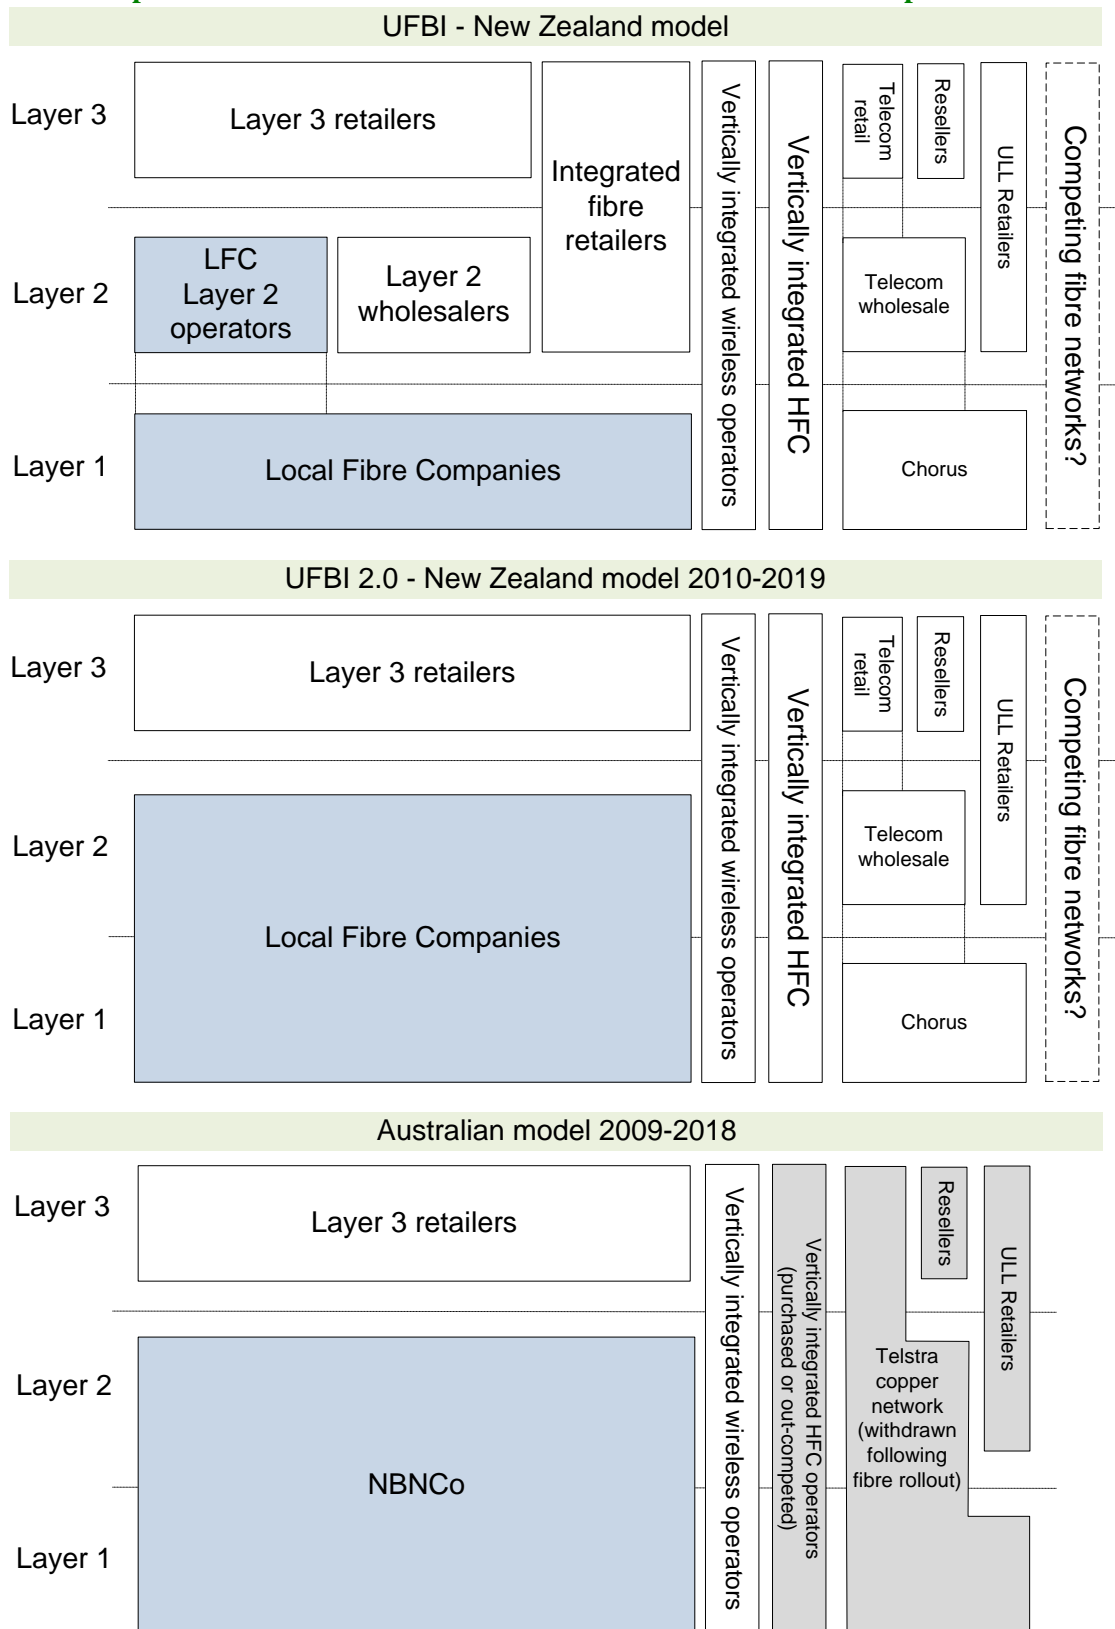 UFBI - New Zealand model
Layer 3
Layer 3 retailers
Integrated
fibre
retailers
Vertically integrated wireless operators
Vertically integrated HFC
Telecom
retail
Resellers
ULL Retailers
Competing fibre networks?
Layer 2
LFC
Layer 2
operators
Layer 2
wholesalers
Telecom
wholesale
Layer 1
Local Fibre Companies
Chorus
UFBI 2.0 - New Zealand model 2010-2019
Layer 3
Layer 3 retailers
Vertically integrated wireless operators
Vertically integrated HFC
Telecom
retail
Resellers
ULL Retailers
Competing fibre networks?
Layer 2
Telecom
wholesale
Local Fibre Companies
Layer 1
Chorus
Australian model 2009-2018
Layer 3
Layer 3 retailers
Vertically integrated wireless operators
Vertically integrated HFC operators
(purchased or out-competed)
Resellers
ULL Retailers
Layer 2
Telstra
copper
network
(withdrawn
following
fibre rollout)
NBNCo
Layer 1